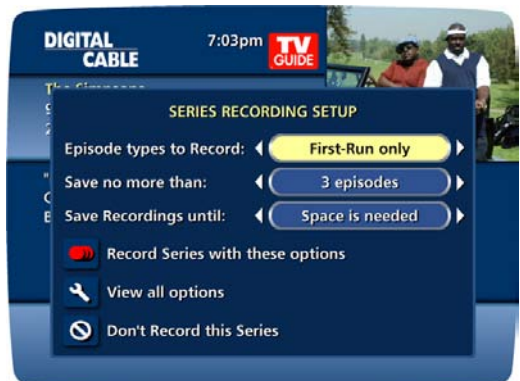 DIGITAL CABLE
7:03pm
TV GUIDE
The Simpsons
SERIES RECORDING SETUP
Episode types to Record: First-Run only
Save no more than: 3 episodes
Save Recordings until: Space is needed
Record Series with these options
View all options
Don't Record this Series